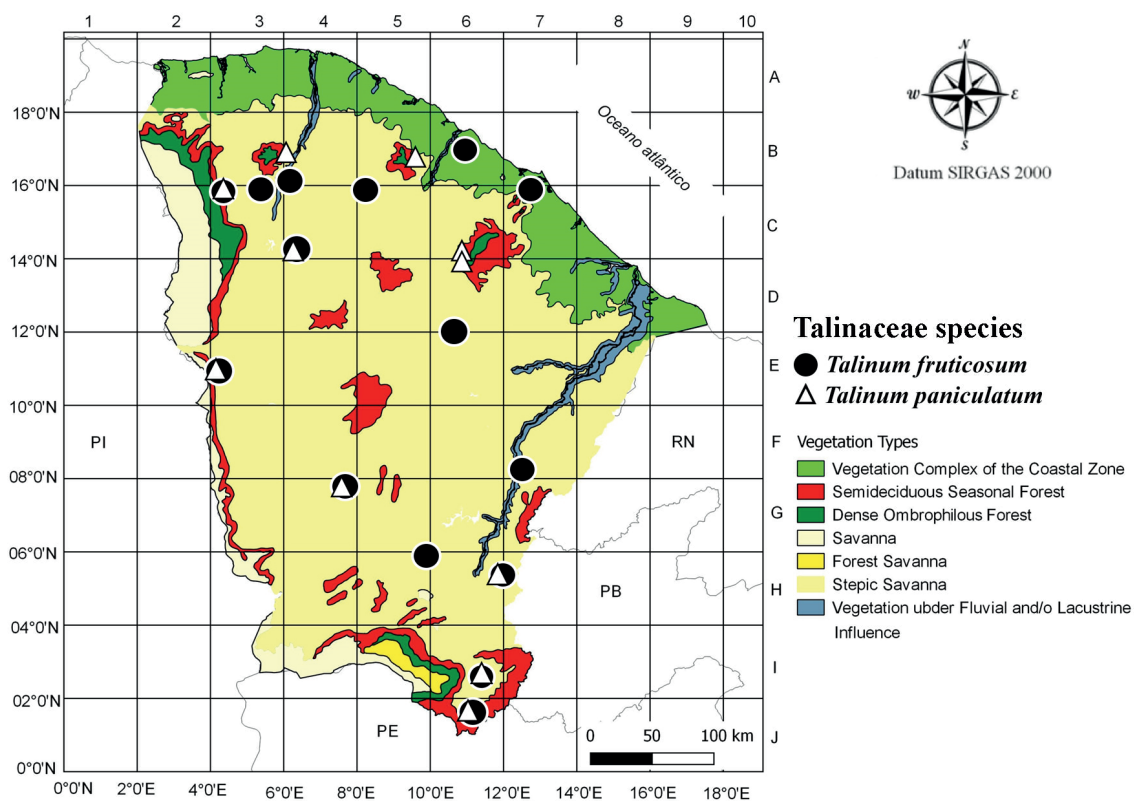 1 2 3 4 5 6 7 8 9 10
A
B
C
D
E
F
G
H
I
J
18°0'N
16°0'N
14°0'N
12°0'N
10°0'N
08°0'N
06°0'N
04°0'N
02°0'N
0°0'N
0°0'N 2°0'E 4°0'E 6°0'E 8°0'E 10°0'E 12°0'E 14°0'E 16°0'E 18°0'E
Oceano atlântico
PI
RN
PB
PE
0 50 100 km
N
W E
S
Datum SIRGAS 2000
Talinaceae species
Talinum fruticosum
Talinum paniculatum
Vegetation Types
Vegetation Complex of the Coastal Zone
Semideciduous Seasonal Forest
Dense Ombrophilous Forest
Savanna
Forest Savanna
Stepic Savanna
Vegetation ubder Fluvial and/o Lacustrine
Influence